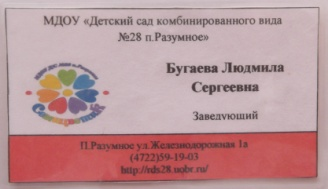 МДОУ «Детский сад комбинированного вида
№28 п.Разумное»
Бугаева Людмила
Сергеевна
Заведующий
П.Разумное ул.Железнодорожная 1а
(4722)59-19-03
http://rds28.uobr.ru/